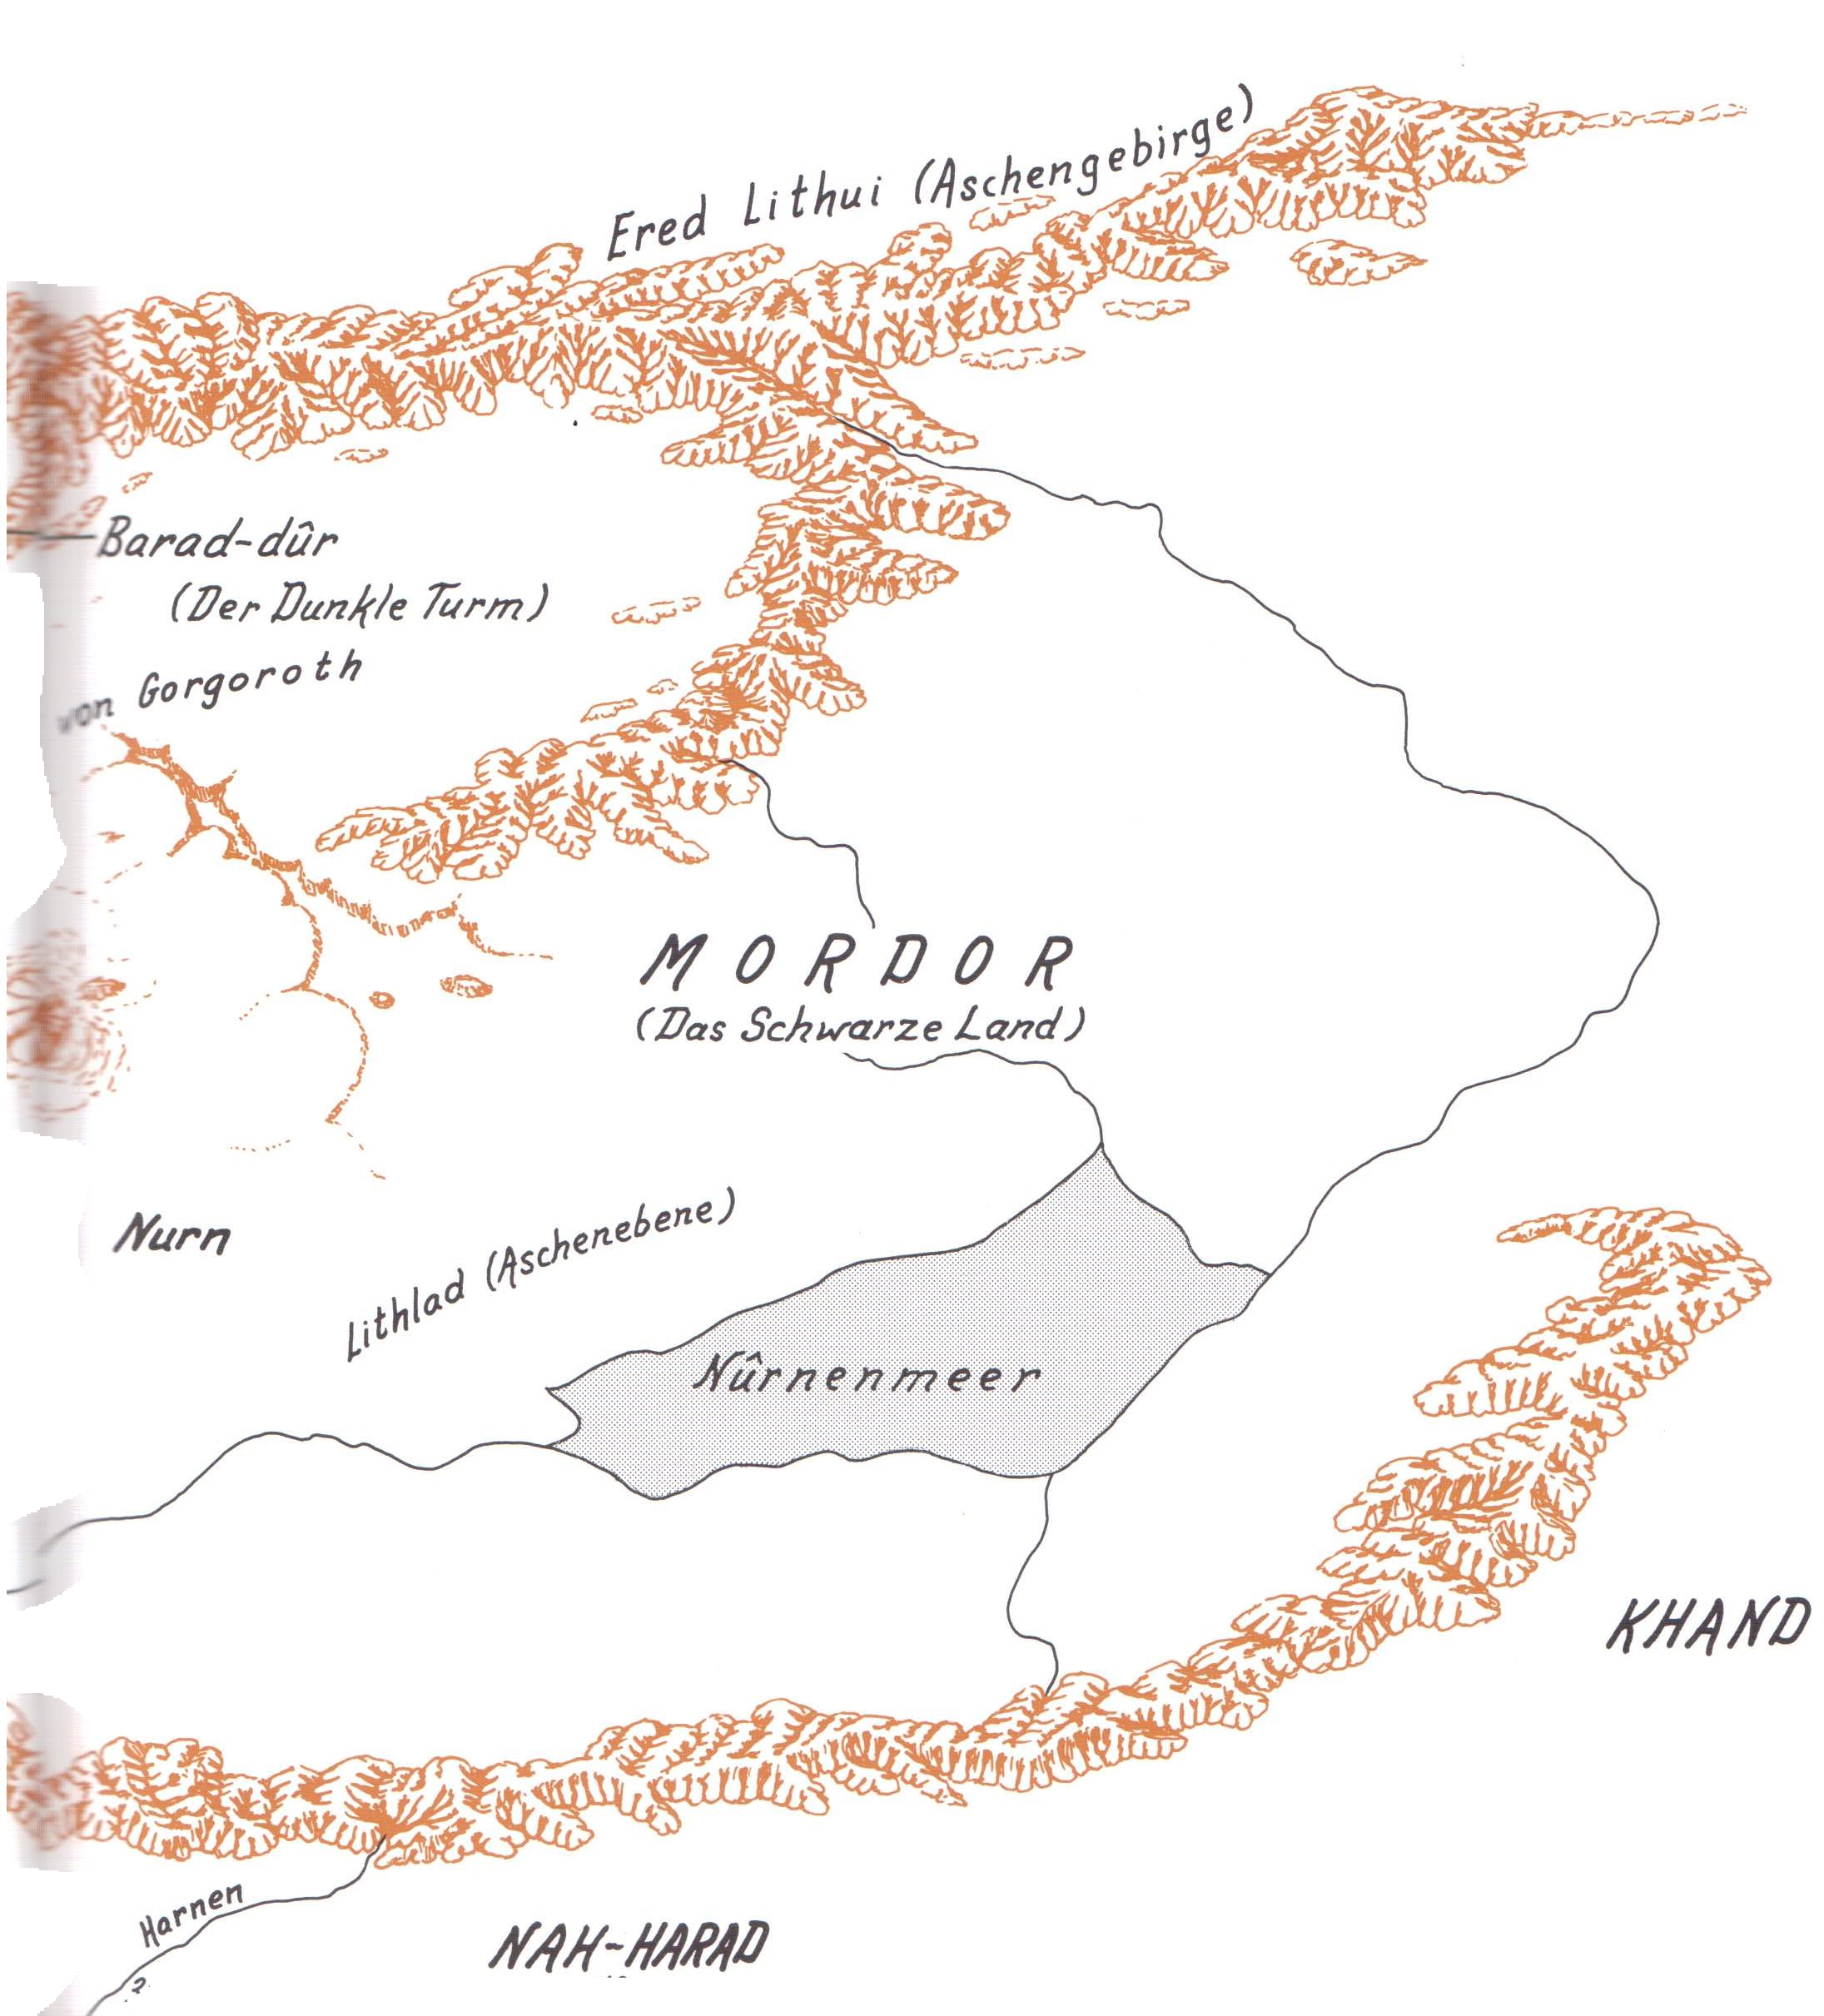 Ered Lithui (Aschengebirge)
Barad-dûr
(Der Dunkle Turm)
von Gorgoroth
MORDOR
(Das Schwarze Land)
Nurn
Lithlad (Aschenebene)
Nûrnenmeer
KHAND
Harnen
NAH-HARAD